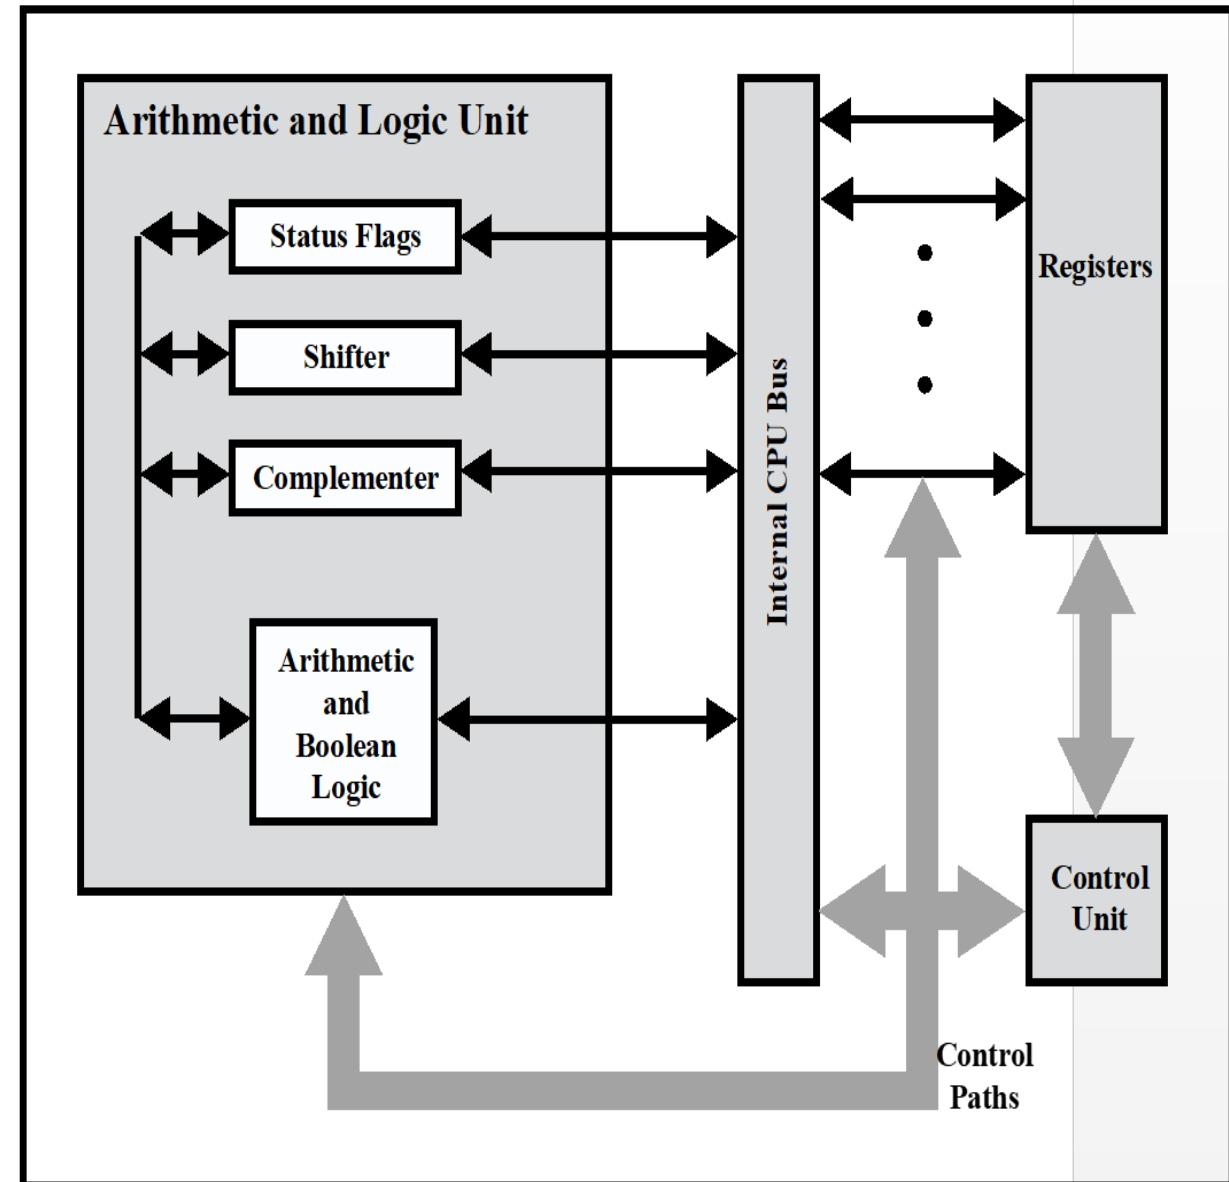 Arithmetic and Logic Unit
Status Flags
Shifter
Complementer
Arithmetic
and
Boolean
Logic
Internal CPU Bus
Registers
Control
Unit
Control
Paths